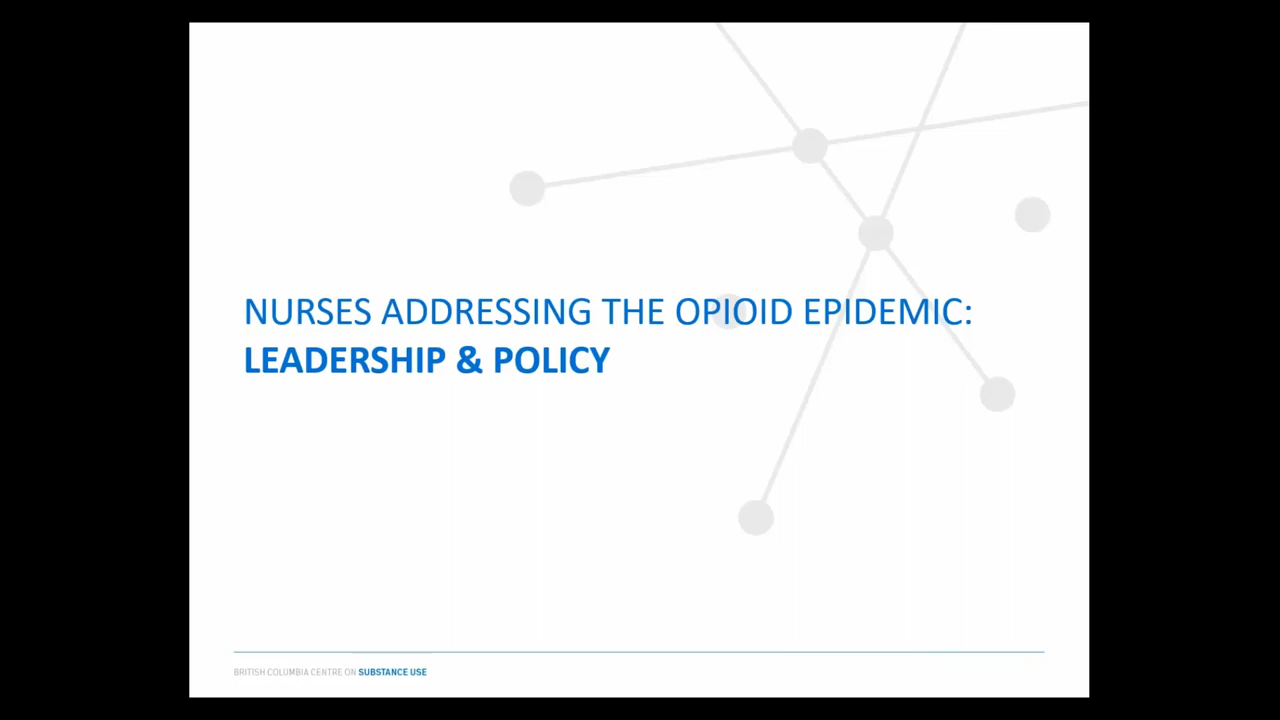 NURSES ADDRESSING THE OPIOID EPIDEMIC:
LEADERSHIP & POLICY
BRITISH COLUMBIA CENTRE ON SUBSTANCE USE